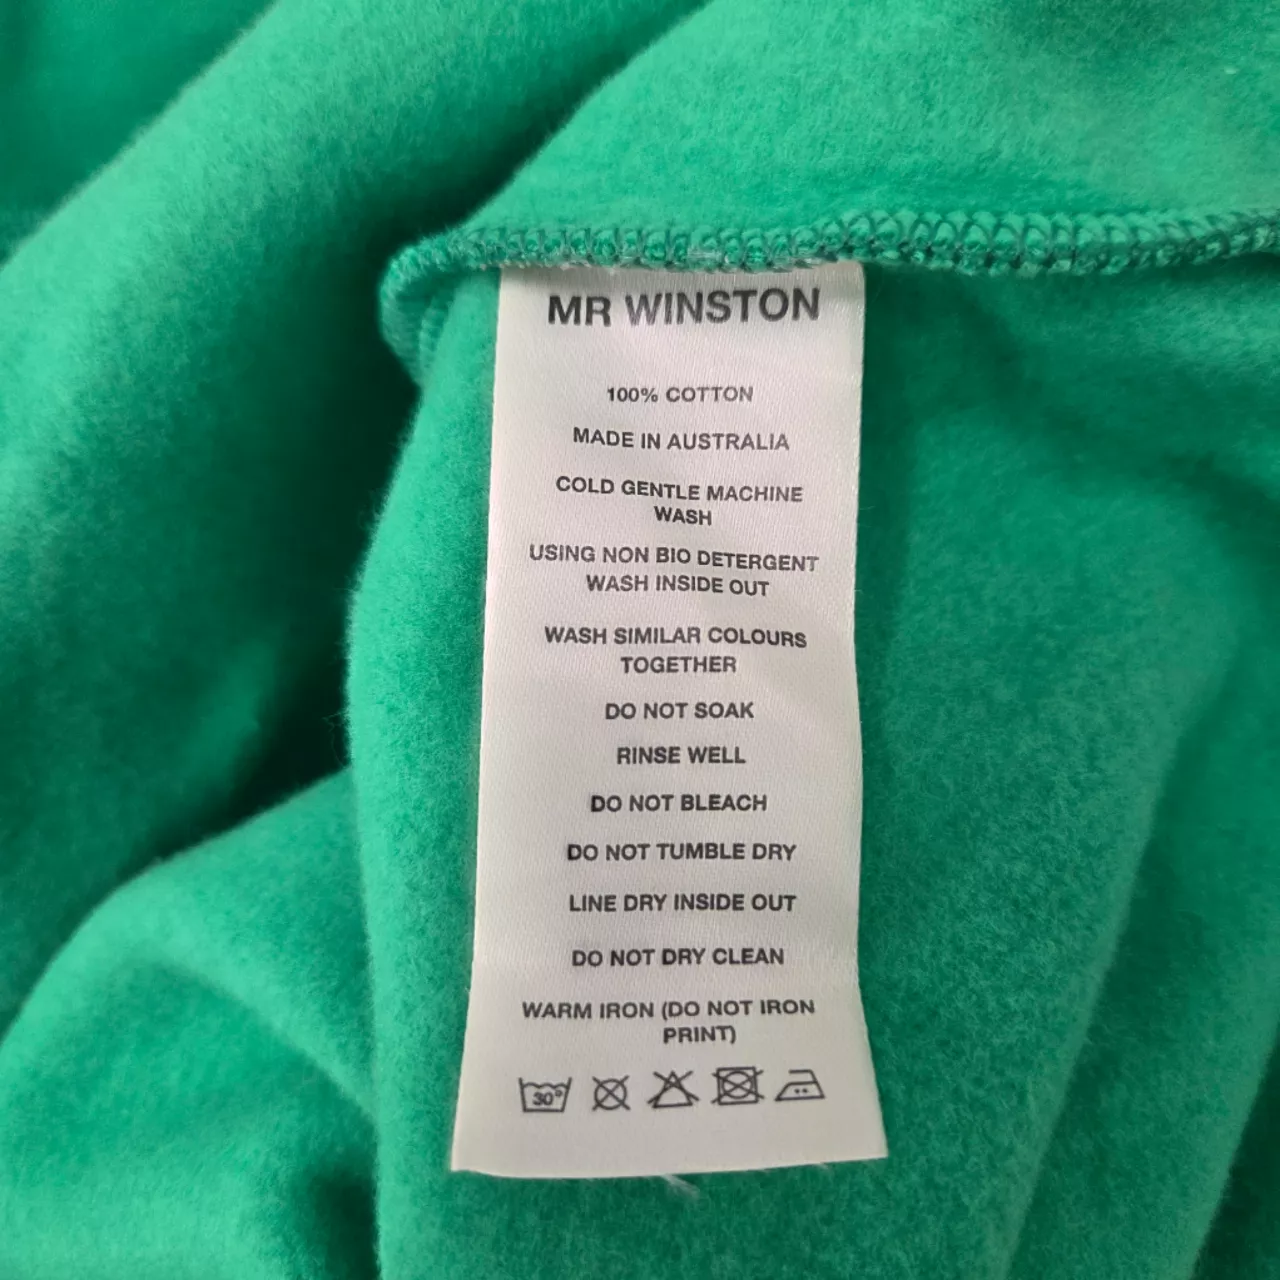 MR WINSTON
100% COTTON
MADE IN AUSTRALIA
COLD GENTLE MACHINE
WASH
USING NON BIO DETERGENT
WASH INSIDE OUT
WASH SIMILAR COLOURS
TOGETHER
DO NOT SOAK
RINSE WELL
DO NOT BLEACH
DO NOT TUMBLE DRY
LINE DRY INSIDE OUT
DO NOT DRY CLEAN
WARM IRON (DO NOT IRON
PRINT)
30°